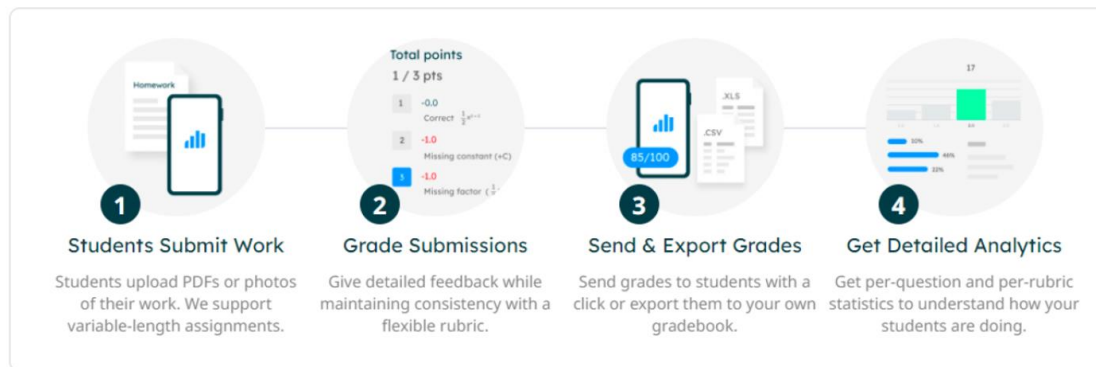 Homework
1
Students Submit Work
Students upload PDFs or photos
of their work. We support
variable-length assignments.
Total points
1 / 3 pts
1
-0.0
Correct
2
-1.0
Missing constant (+C)
3
-1.0
Missing factor
2
Grade Submissions
Give detailed feedback while
maintaining consistency with a
flexible rubric.
.XLS
.CSV
85/100
3
Send & Export Grades
Send grades to students with a
click or export them to your own
gradebook.
17
46%
22%
4
Get Detailed Analytics
Get per-question and per-rubric
statistics to understand how your
students are doing.